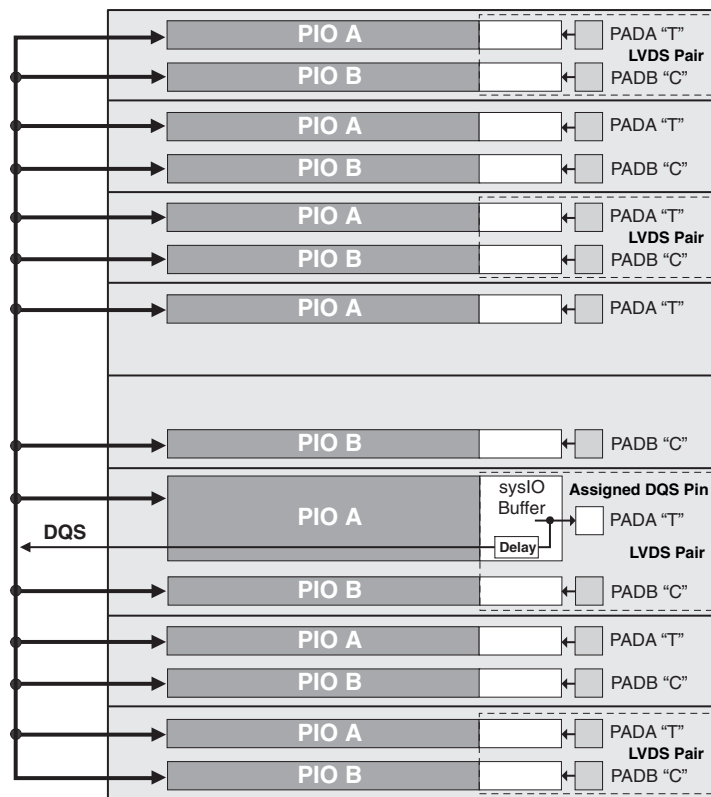 PIO A PADA “T”
LVDS Pair
PIO B PADB “C”
PIO A PADA “T”
PIO B PADB “C”
PIO A PADA “T”
LVDS Pair
PIO B PADB “C”
PIO A PADA “T”
PIO B PADB “C”
sysIO Assigned DQS Pin
Buffer
PIO A PADA “T”
DQS Delay LVDS Pair
PIO B PADB “C”
PIO A PADA “T”
PIO B PADB “C”
PIO A PADA “T”
LVDS Pair
PIO B PADB “C”